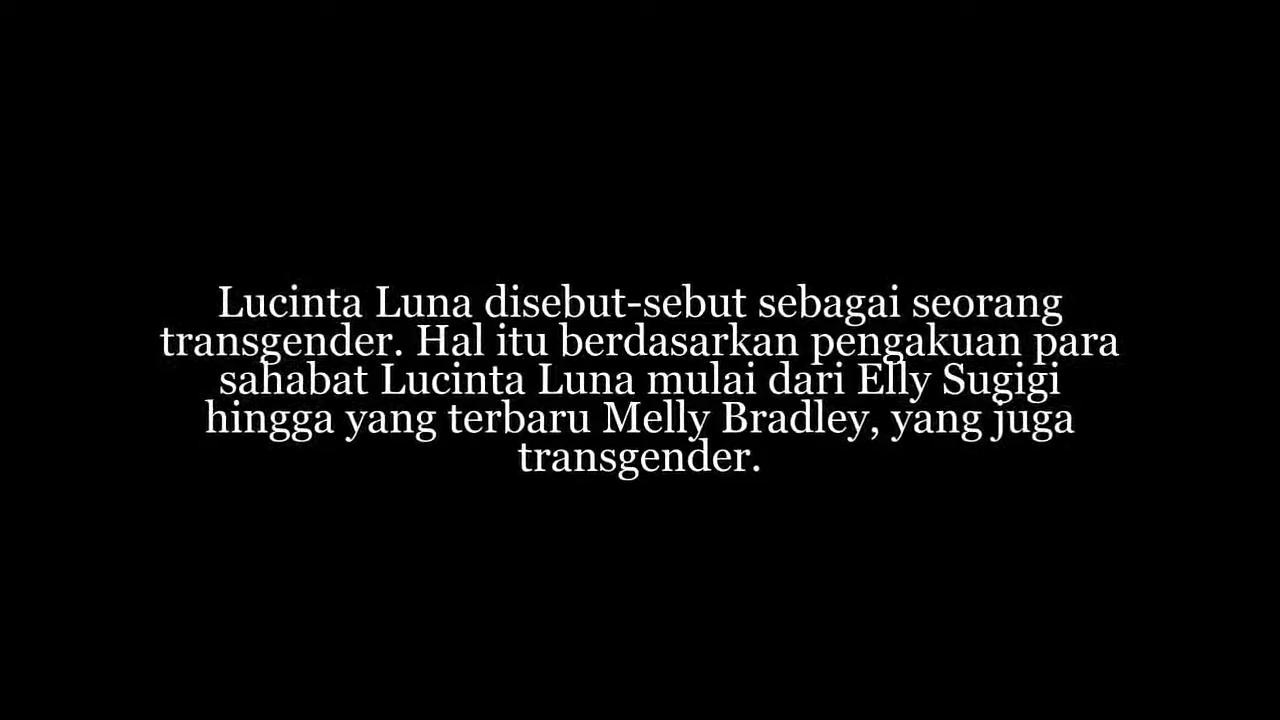 Lucinta Luna disebut-sebut sebagai seorang
transgender. Hal itu berdasarkan pengakuan para
sahabat Lucinta Luna mulai dari Elly Sugigi
hingga yang terbaru Melly Bradley, yang juga
transgender.